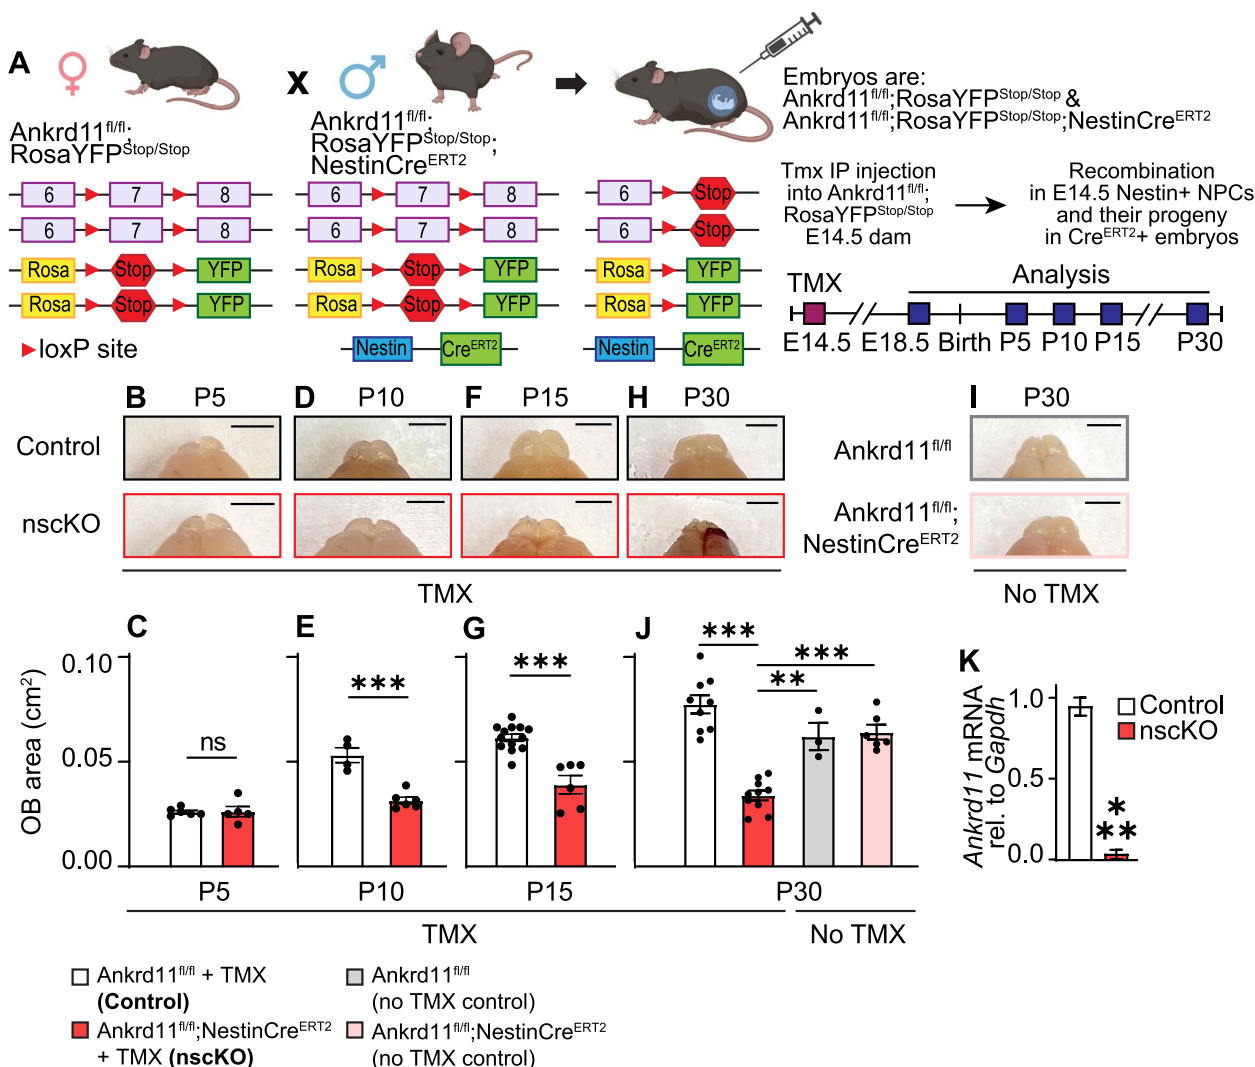 A
X
Ankrd11fl/fl;
RosaYFPStop/Stop
Ankrd11fl/fl;
RosaYFPStop/Stop;
NestinCreERT2
Embryos are:
Ankrd11fl/fl;RosaYFPStop/Stop &
Ankrd11fl/fl;RosaYFPStop/Stop;NestinCreERT2
6 7 8
6 7 8
Rosa Stop YFP
Rosa Stop YFP
loxP site
6 7 8
6 7 8
Rosa Stop YFP
Rosa Stop YFP
Nestin CreERT2
6 Stop
6 Stop
Rosa YFP
Rosa YFP
Nestin CreERT2
Tmx IP injection
into Ankrd11fl/fl;
RosaYFPStop/Stop
E14.5 dam
Recombination
in E14.5 Nestin+ NPCs
and their progeny
in CreERT2+ embryos
TMX
Analysis
E14.5 E18.5 Birth P5 P10 P15 P30
B P5 D P10 F P15 H P30 I P30
Control
nscKO
Ankrd11fl/fl
Ankrd11fl/fl;
NestinCreERT2
TMX
No TMX
C E G J K
OB area (cm2)
0.10
0.05
0.00
ns
***
***
***
***
**
P5 P10 P15 P30
TMX
No TMX
Ankrd11 mRNA
rel. to Gapdh
1.0
0.5
0.0
*
**
Control
nscKO
Ankrd11fl/fl + TMX
(Control)
Ankrd11fl/fl;NestinCreERT2
+ TMX (nscKO)
Ankrd11fl/fl
(no TMX control)
Ankrd11fl/fl;NestinCreERT2
(no TMX control)